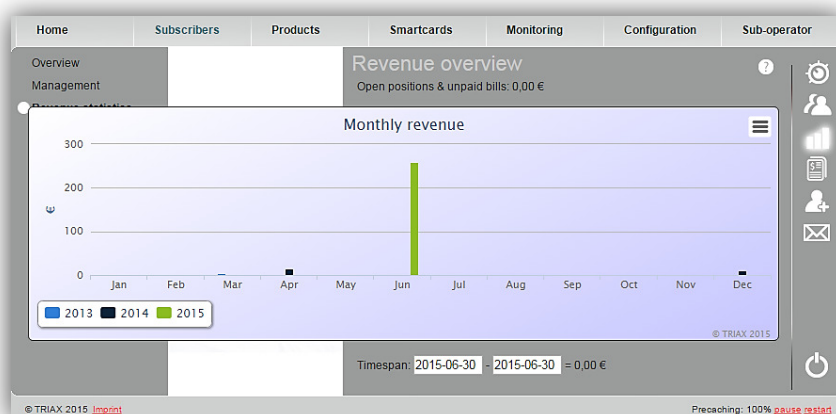 Home Subscribers Products Smartcards Monitoring Configuration Sub-operator
Overview
Management
Revenue statistics
Revenue overview
Open positions & unpaid bills: 0,00 €
Monthly revenue
300
200
100
0
€
Jan Feb Mar Apr May Jun Jul Aug Sep Oct Nov Dec
2013 2014 2015
© TRIAX 2015
Timespan: 2015-06-30 - 2015-06-30 = 0,00 €
© TRIAX 2015 Imprint
Precaching: 100% pause restart